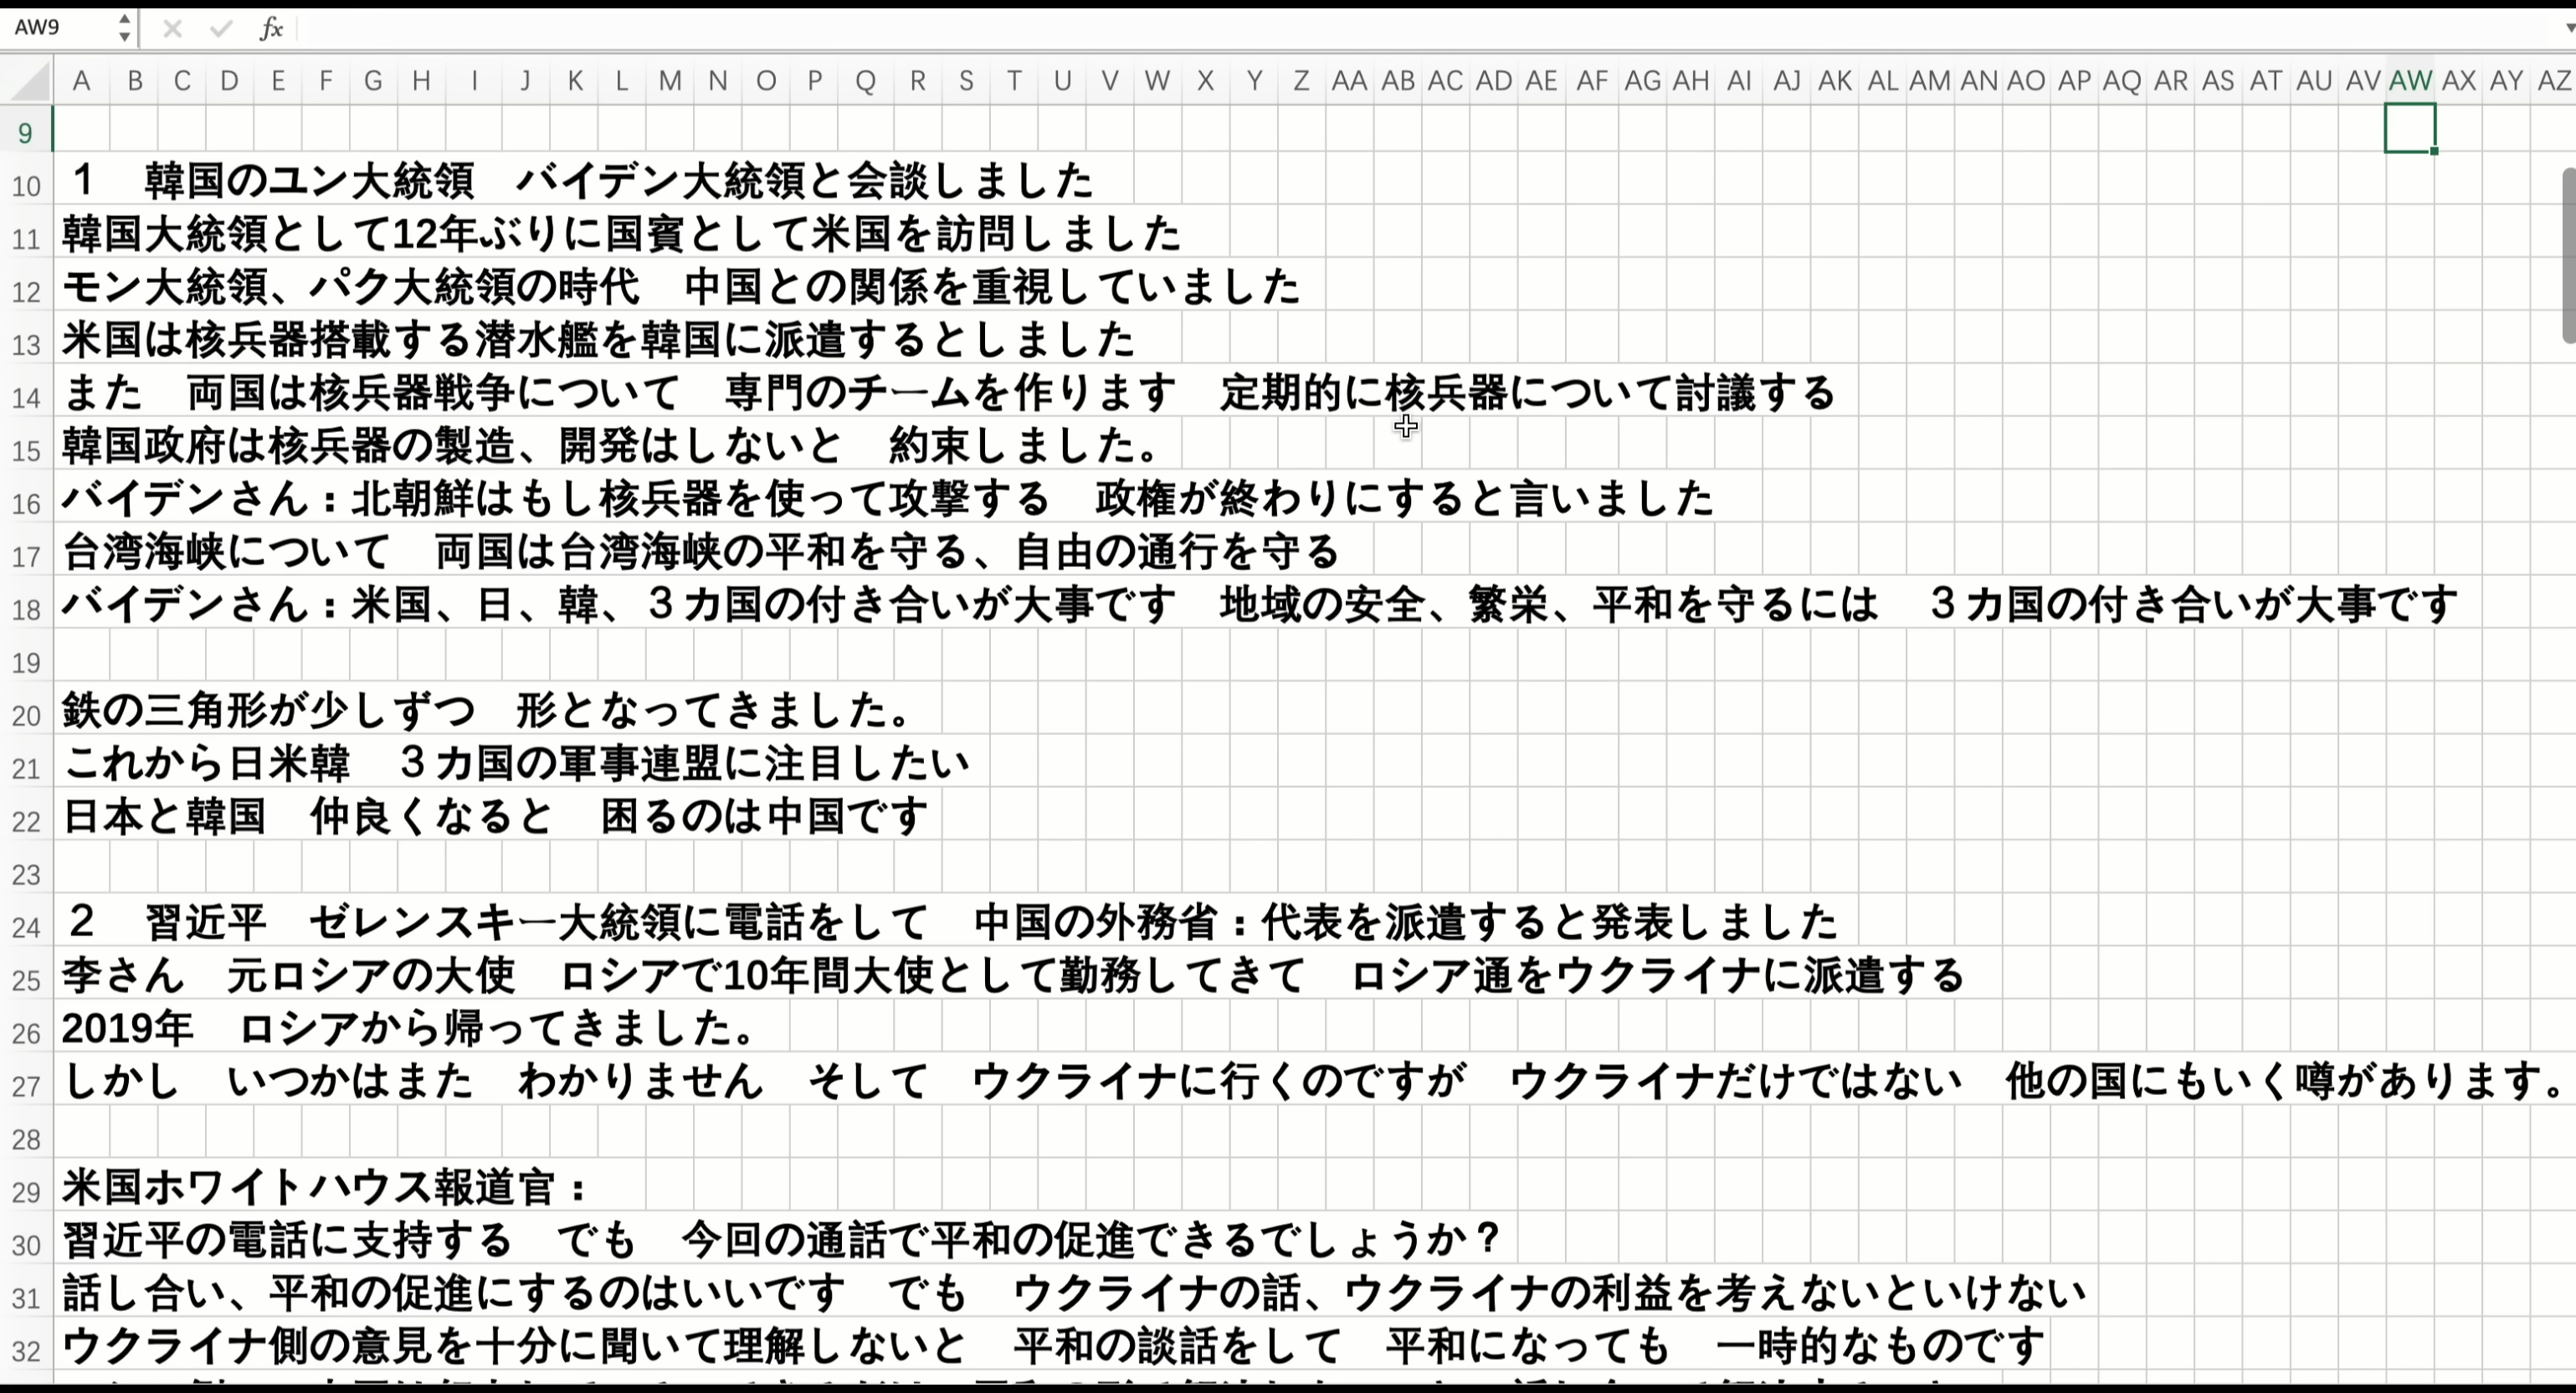 AW9 fx
A B C D E F G H I J K L M N O P Q R S T U V W X Y Z AA AB AC AD AE AF AG AH AI AJ AK AL AM AN AO AP AQ AR AS AT AU AV AW AX AY AZ
9
10 １　韓国のユン大統領　バイデン大統領と会談しました
11 韓国大統領として12年ぶりに国賓として米国を訪問しました
12 モン大統領、パク大統領の時代　中国との関係を重視していました
13 米国は核兵器搭載する潜水艦を韓国に派遣するとしました
14 また　両国は核兵器戦争について　専門のチームを作ります　定期的に核兵器について討議する
15 韓国政府は核兵器の製造、開発はしないと　約束しました。
16 バイデンさん：北朝鮮はもし核兵器を使って攻撃する　政権が終わりにすると言いました
17 台湾海峡について　両国は台湾海峡の平和を守る、自由の通行を守る
18 バイデンさん：米国、日、韓、３カ国の付き合いが大事です　地域の安全、繁栄、平和を守るには　３カ国の付き合いが大事です
19
20 鉄の三角形が少しずつ　形となってきました。
21 これから日米韓　３カ国の軍事連盟に注目したい
22 日本と韓国　仲良くなると　困るのは中国です
23
24 ２　習近平　ゼレンスキー大統領に電話をして　中国の外務省：代表を派遣すると発表しました
25 李さん　元ロシアの大使　ロシアで10年間大使として勤務してきて　ロシア通をウクライナに派遣する
26 2019年　ロシアから帰ってきました。
27 しかし　いつかはまた　わかりません　そして　ウクライナに行くのですが　ウクライナだけではない　他の国にもいく噂があります。
28
29 米国ホワイトハウス報道官：
30 習近平の電話に支持する　でも　今回の通話で平和の促進できるでしょうか？
31 話し合い、平和の促進にするのはいいです　でも　ウクライナの話、ウクライナの利益を考えないといけない
32 ウクライナ側の意見を十分に聞いて理解しないと　平和の談話をして　平和になっても　一時的なものです